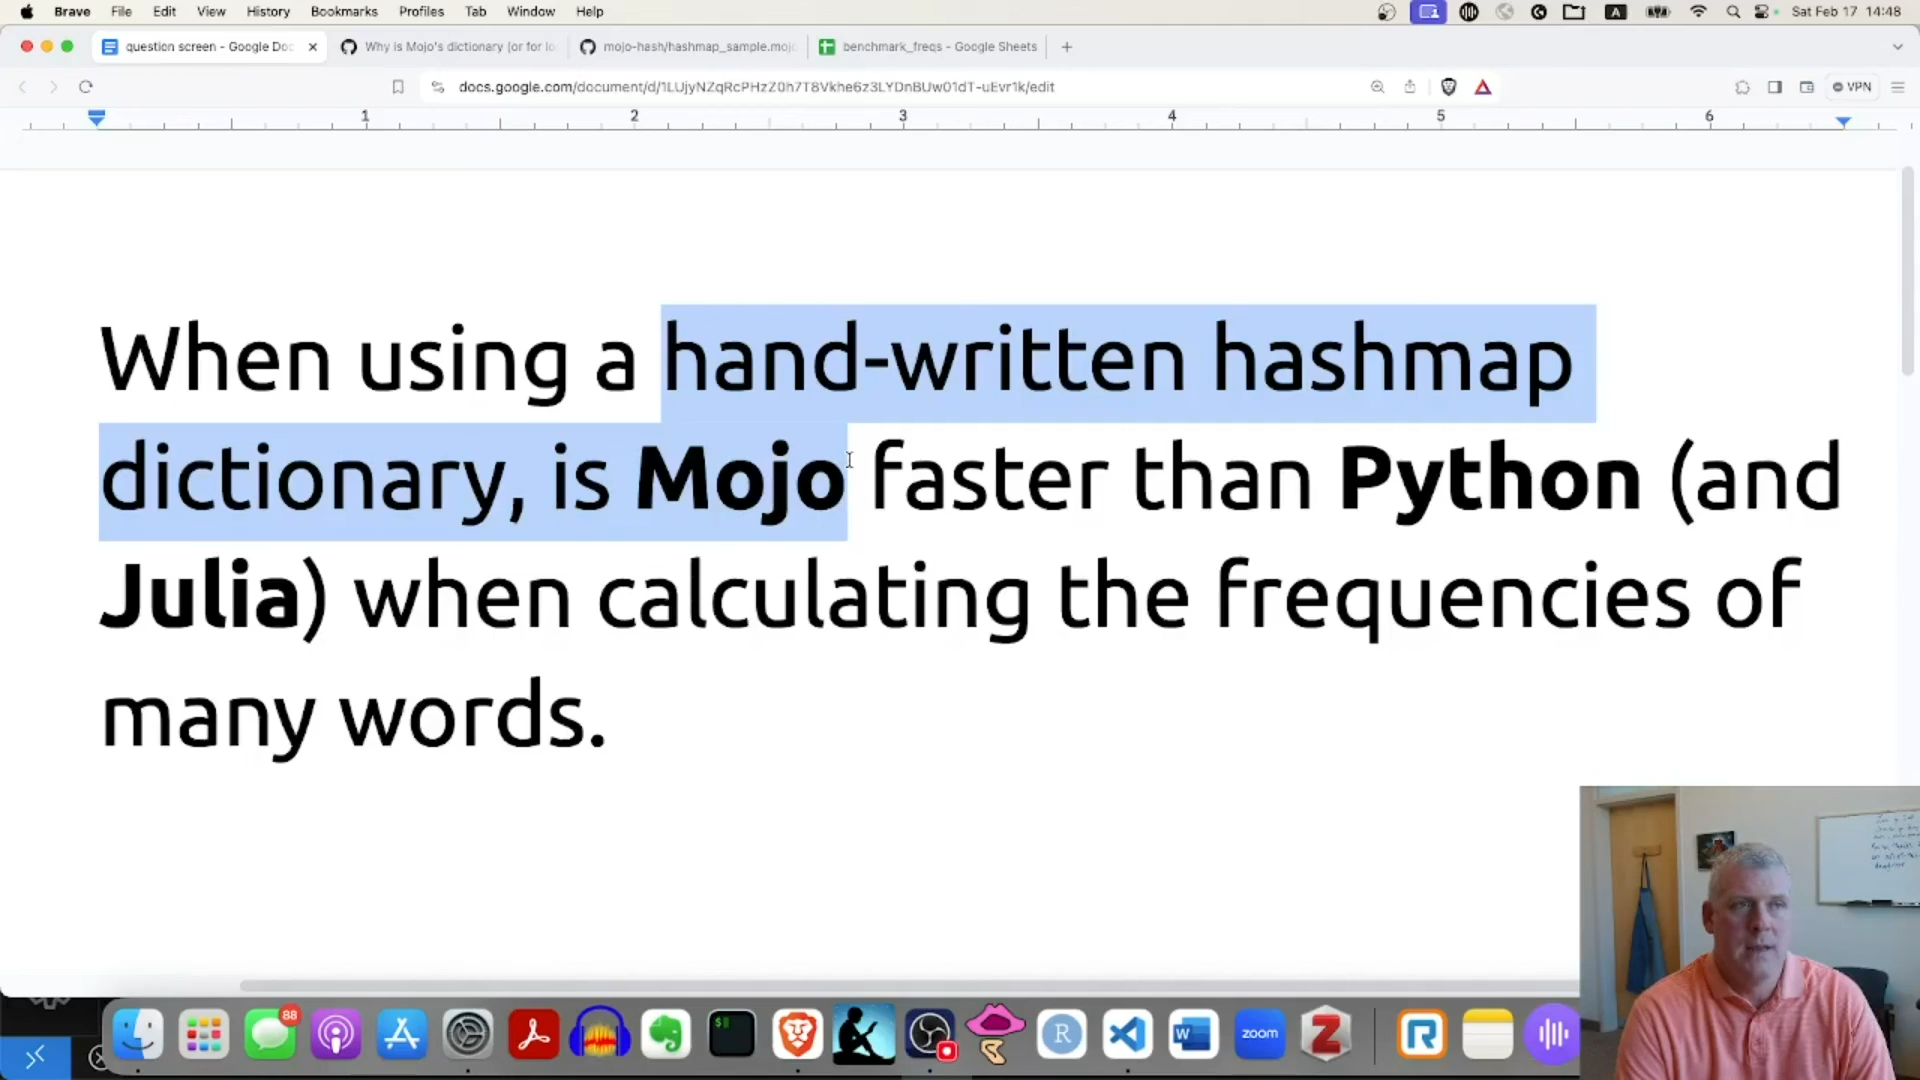 Brave File Edit View History Bookmarks Profiles Tab Window Help
A
Sat Feb 17 14:48
question screen - Google Doc
Why is Mojo's dictionary (or for lo
mojo-hash/hashmap_sample.mojo
benchmark_freqs - Google Sheets
docs.google.com/document/d/1LUjyNZqRcPHzZ0h7T8Vkhe6z3LYDnBUw01dT-uEvr1k/edit
VPN
1 2 3 4 5 6
When using a hand-written hashmap
dictionary, is Mojo faster than Python (and
Julia) when calculating the frequencies of
many words.
88
$
R
W
zoom
Z
R